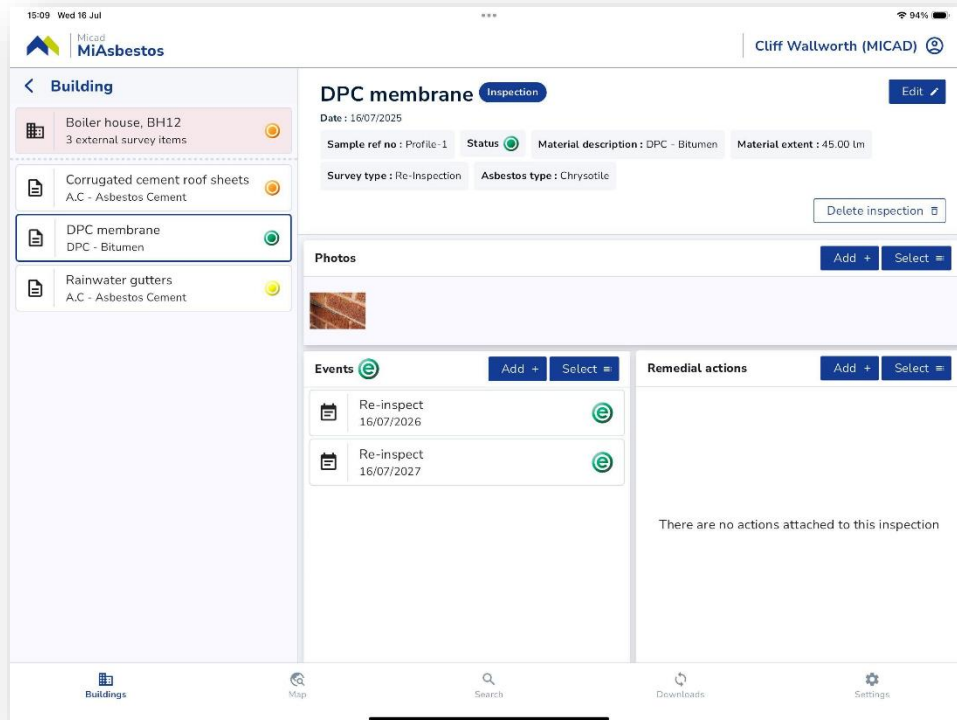 15:09 Wed 16 Jul
94%
Micad
MiAsbestos
Cliff Wallworth (MICAD)
Building
Boiler house, BH12
3 external survey items
Corrugated cement roof sheets
A.C - Asbestos Cement
DPC membrane
DPC - Bitumen
Rainwater gutters
A.C - Asbestos Cement
DPC membrane Inspection
Edit
Date : 16/07/2025
Sample ref no : Profile-1 Status Material description : DPC - Bitumen Material extent : 45.00 lm
Survey type : Re-Inspection Asbestos type : Chrysotile
Delete inspection
Photos
Add + Select
Events e Add + Select
Re-inspect
16/07/2026
e
Re-inspect
16/07/2027
e
Remedial actions Add + Select
There are no actions attached to this inspection
Buildings Map Search Downloads Settings